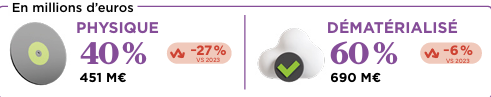 En millions d'euros
PHYSIQUE
40 %
-27 %
VS 2023
451 M€
DÉMATÉRIALISÉ
60 %
-6 %
VS 2023
690 M€